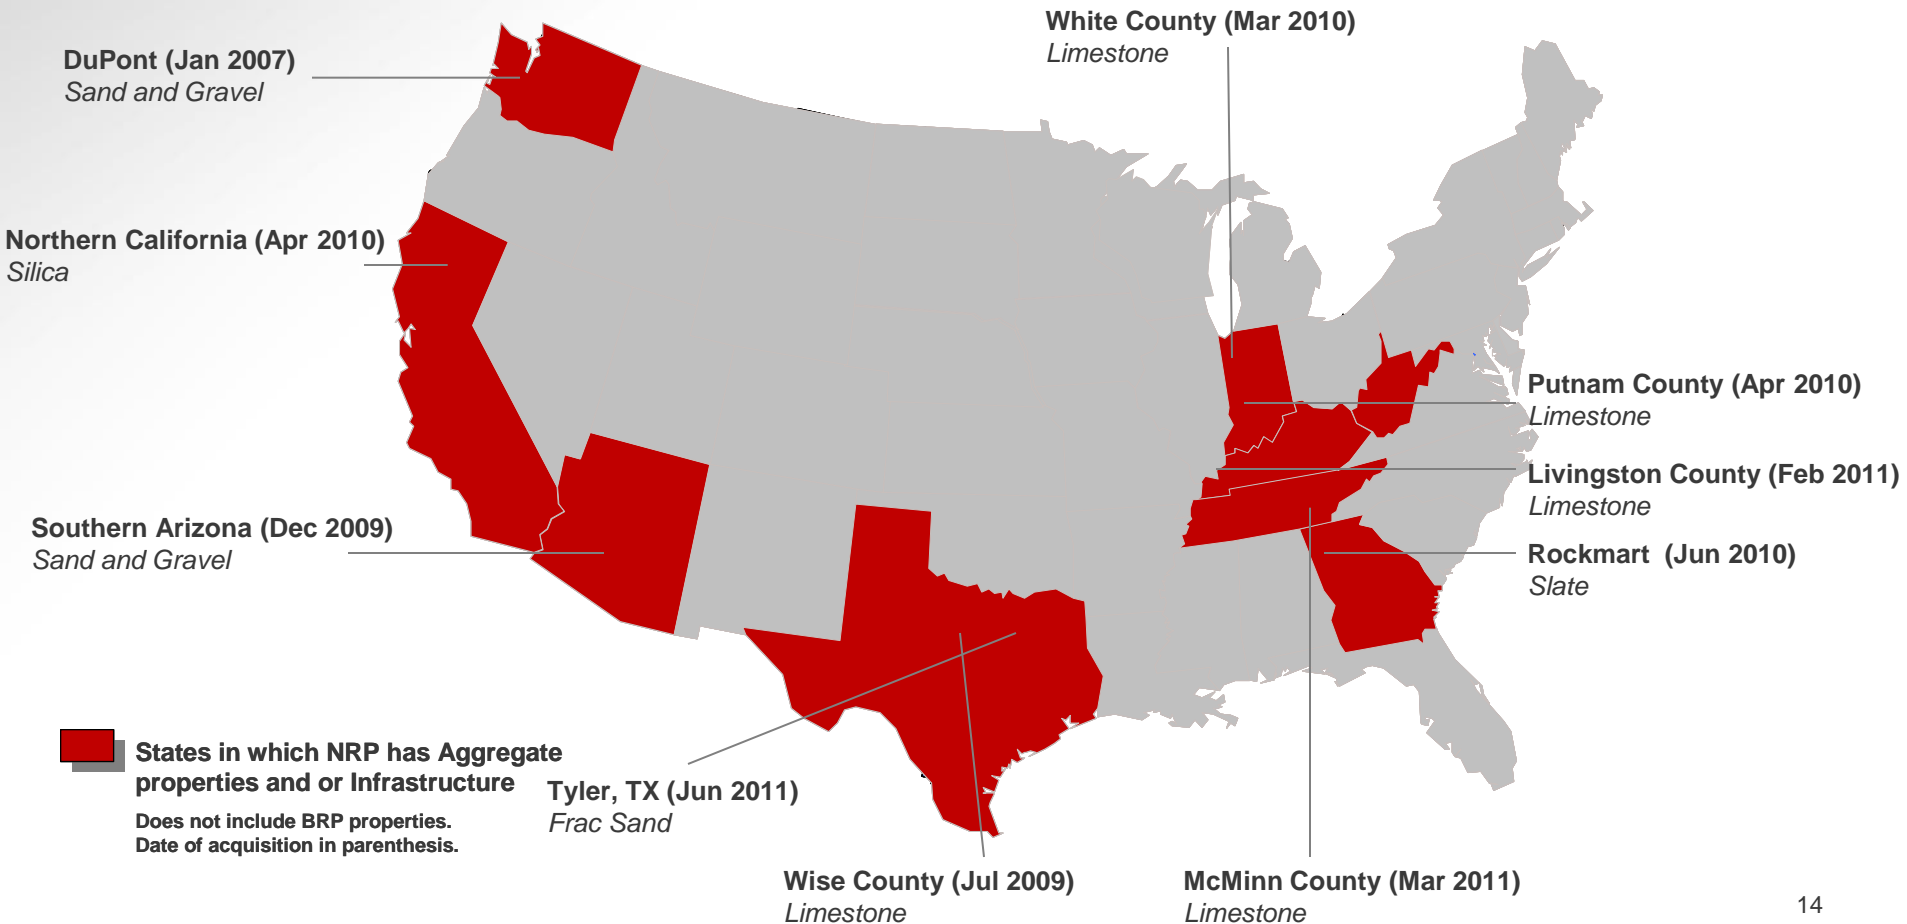 White County (Mar 2010)
Limestone
DuPont (Jan 2007)
Sand and Gravel
Northern California (Apr 2010)
Silica
Putnam County (Apr 2010)
Limestone
Livingston County (Feb 2011)
Limestone
Southern Arizona (Dec 2009)
Sand and Gravel
Rockmart  (Jun 2010)
Slate
States in which NRP has Aggregate
properties and or Infrastructure
Does not include BRP properties.
Date of acquisition in parenthesis.
Tyler, TX (Jun 2011)
Frac Sand
Wise County (Jul 2009)
Limestone
McMinn County (Mar 2011)
Limestone
14